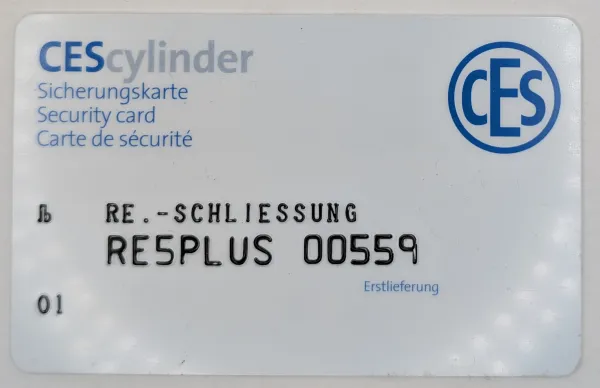 CEScylinder
Sicherungskarte
Security card
Carte de sécurité
CES
RE.-SCHLIESSUNG
RE5PLUS 00559
Erstlieferung
01